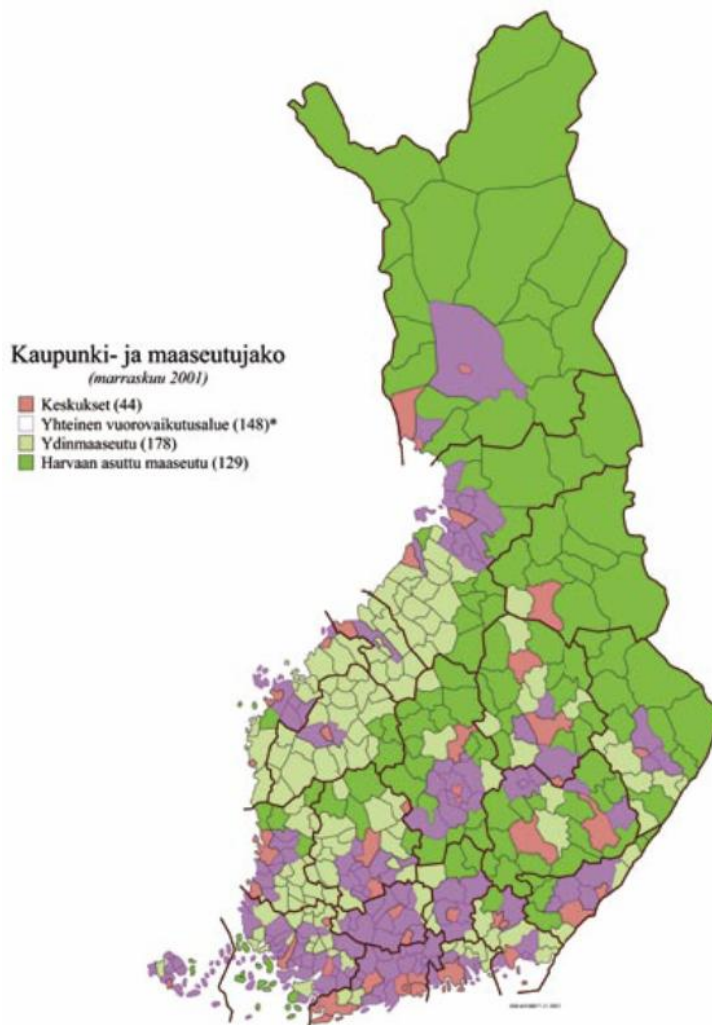 Kaupunki- ja maaseutujako
(marraskuu 2001)
Keskukset (44)
Yhteinen vuorovaikutusalue (148)*
Ydinmaaseutu (178)
Harvaan asuttu maaseutu (129)